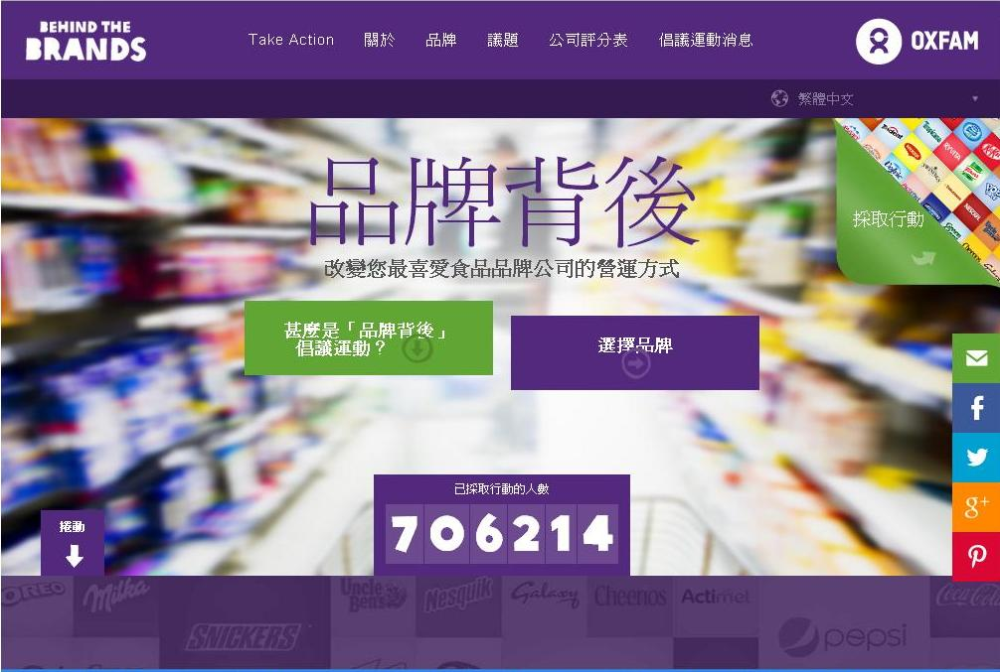 BEHIND THE
BRANDS
Take Action 關於 品牌 議題 公司評分表 倡議運動消息
OXFAM
繁體中文
品牌背後
改變您最喜愛食品品牌公司的營運方式
採取行動
甚麼是「品牌背後」
倡議運動？
選擇品牌
已採取行動的人數
706214
捲動
OREO Milka Uncle Ben's Nesquik Galaxy Cheerios Actimel Coca-Cola
SNICKERS pepsi